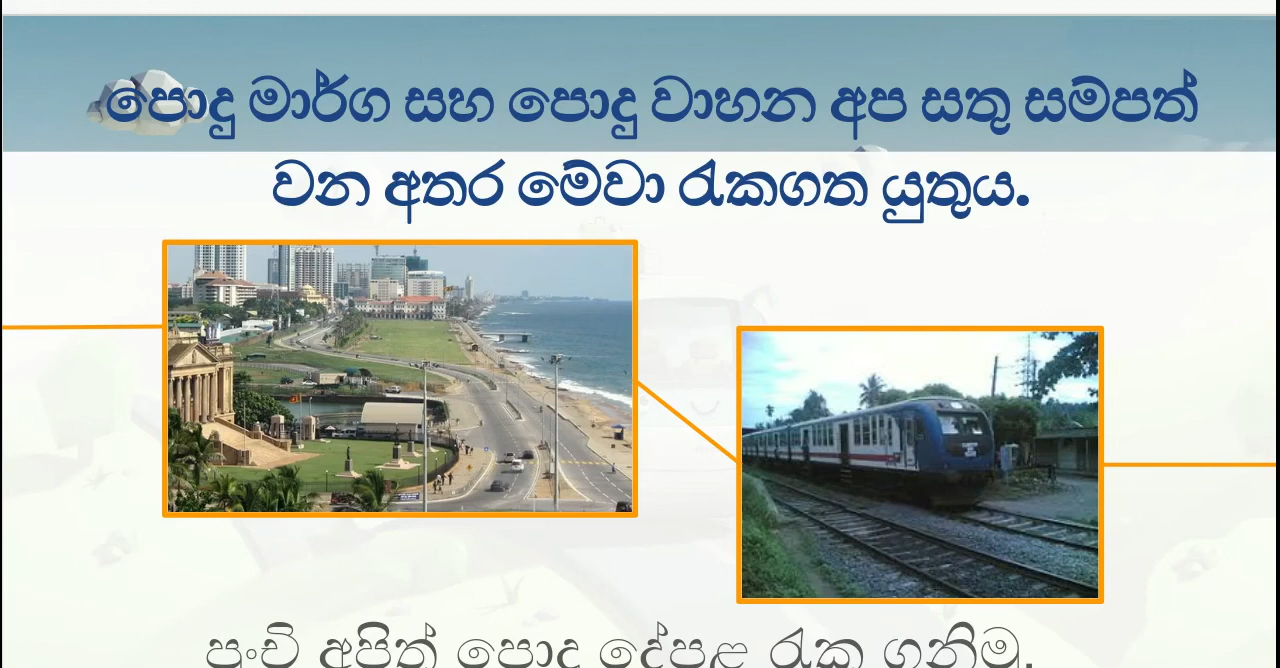 පොදු මාර්ග සහ පොදු වාහන අප සතු සම්පත්
වන අතර මේවා රැකගත යුතුය.
පුංචි අපිත් පොදු දේපළ රැක ගනිමු.